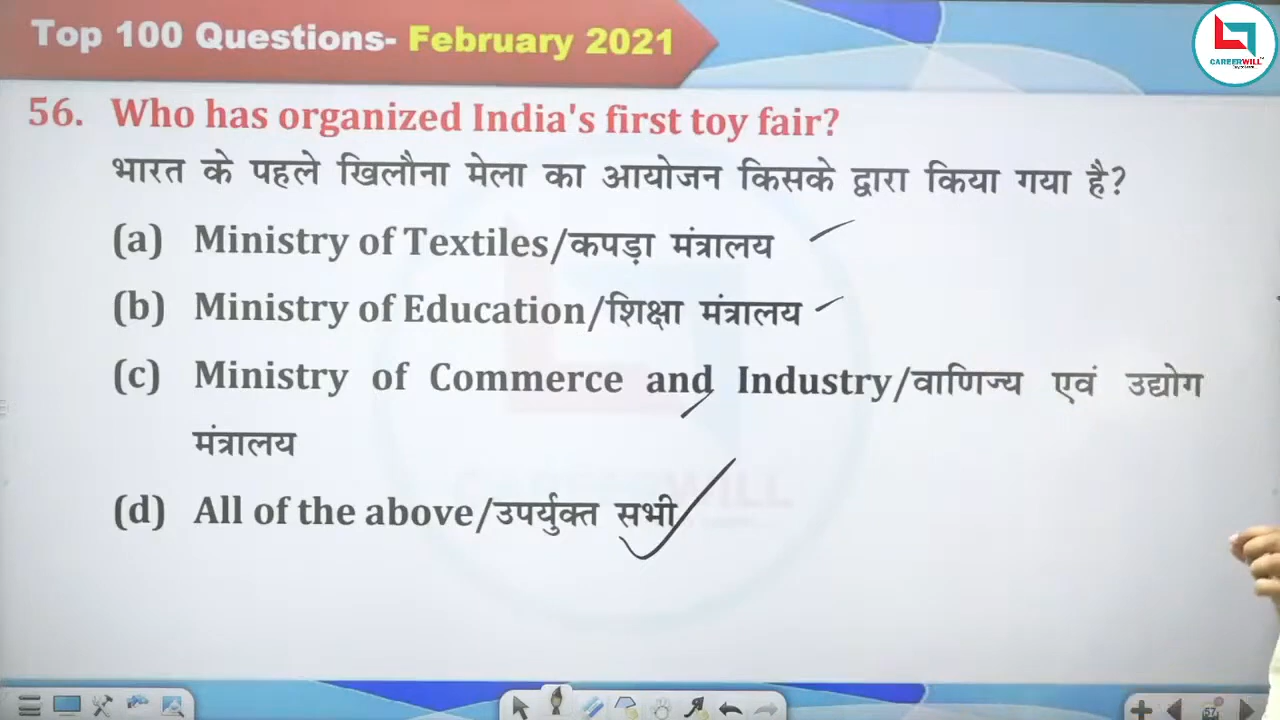 Top 100 Questions- February 2021
CAREERWILL
56. Who has organized India's first toy fair?
भारत के पहले खिलौना मेला का आयोजन किसके द्वारा किया गया है?
(a) Ministry of Textiles/कपड़ा मंत्रालय
(b) Ministry of Education/शिक्षा मंत्रालय
(c) Ministry of Commerce and Industry/वाणिज्य एवं उद्योग
मंत्रालय
(d) All of the above/उपर्युक्त सभी
57